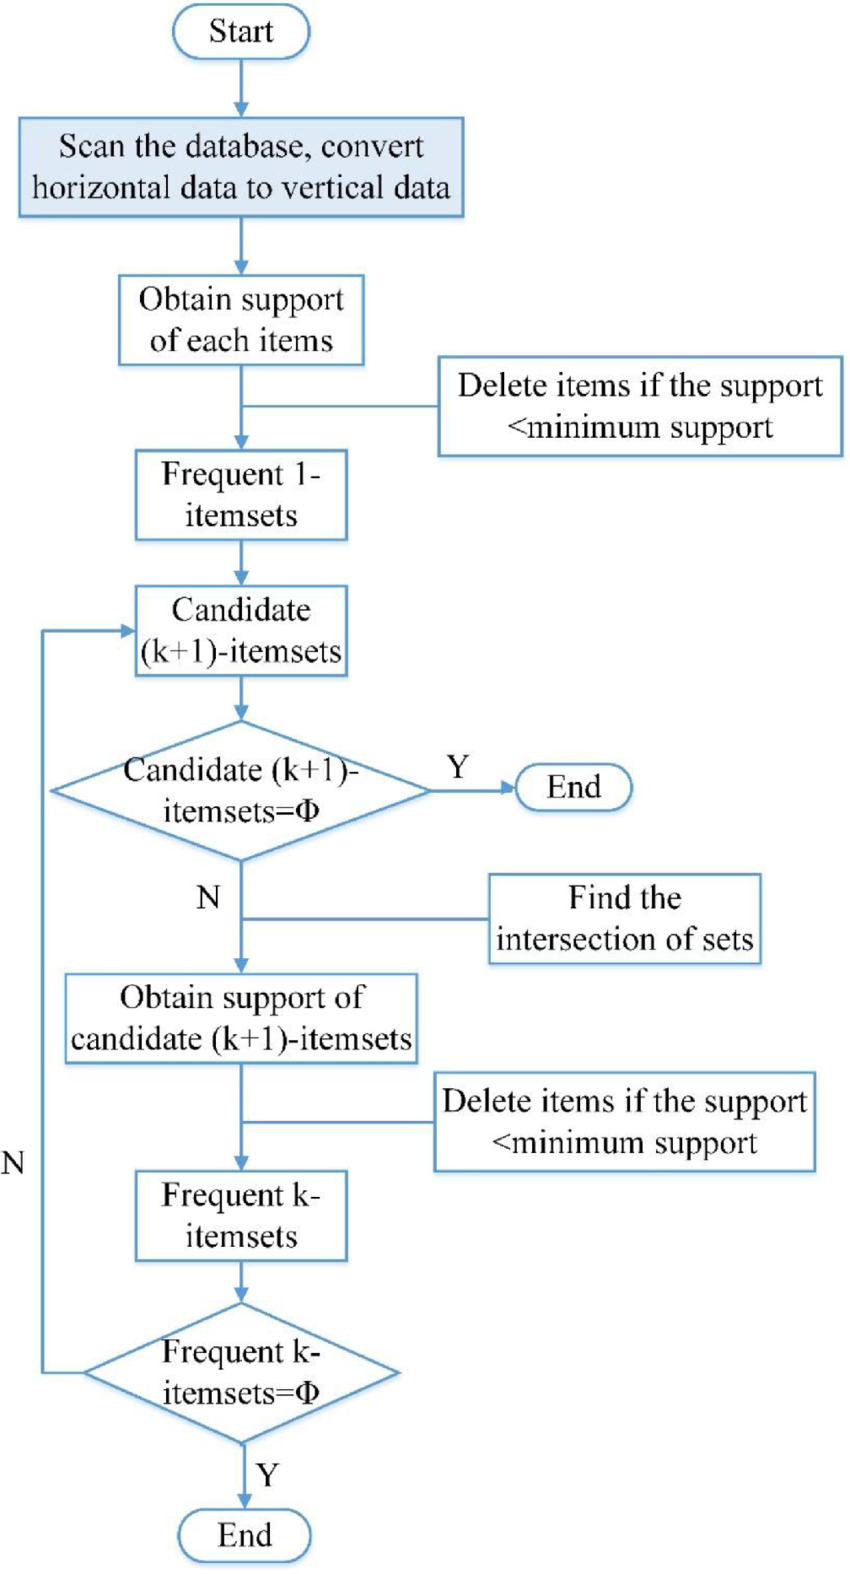 Start
Scan the database, convert
horizontal data to vertical data
Obtain support
of each items
Delete items if the support
<minimum support
Frequent 1-
itemsets
Candidate
(k+1)-itemsets
Candidate (k+1)-
itemsets=Φ
Y
End
N
Find the
intersection of sets
Obtain support of
candidate (k+1)-itemsets
Delete items if the support
<minimum support
N
Frequent k-
itemsets
Frequent k-
itemsets=Φ
Y
End